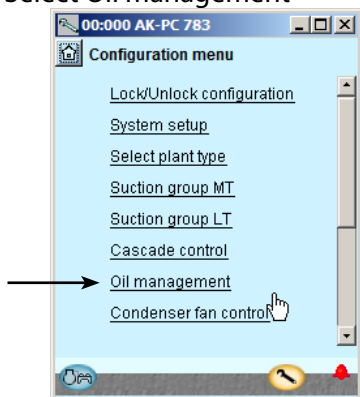 Select Oil management
00:000 AK-PC 783
Configuration menu
Lock/Unlock configuration
System setup
Select plant type
Suction group MT
Suction group LT
Cascade control
Oil management
Condenser fan control